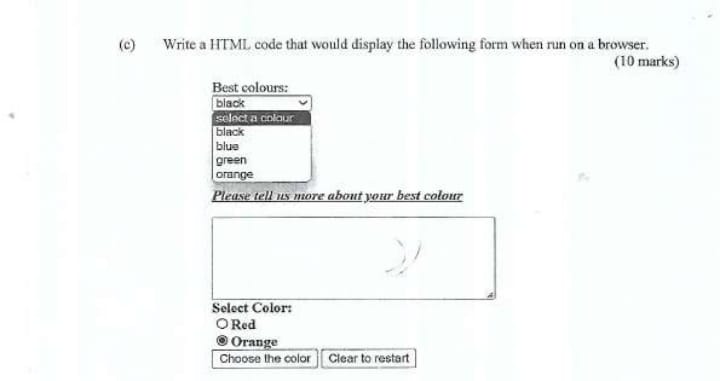 (c) Write a HTML code that would display the following form when run on a browser.
(10 marks)
Best colours:
black
select a colour
black
blue
green
orange
Please tell us more about your best colour
Select Color:
Red
Orange
Choose the color Clear to restart